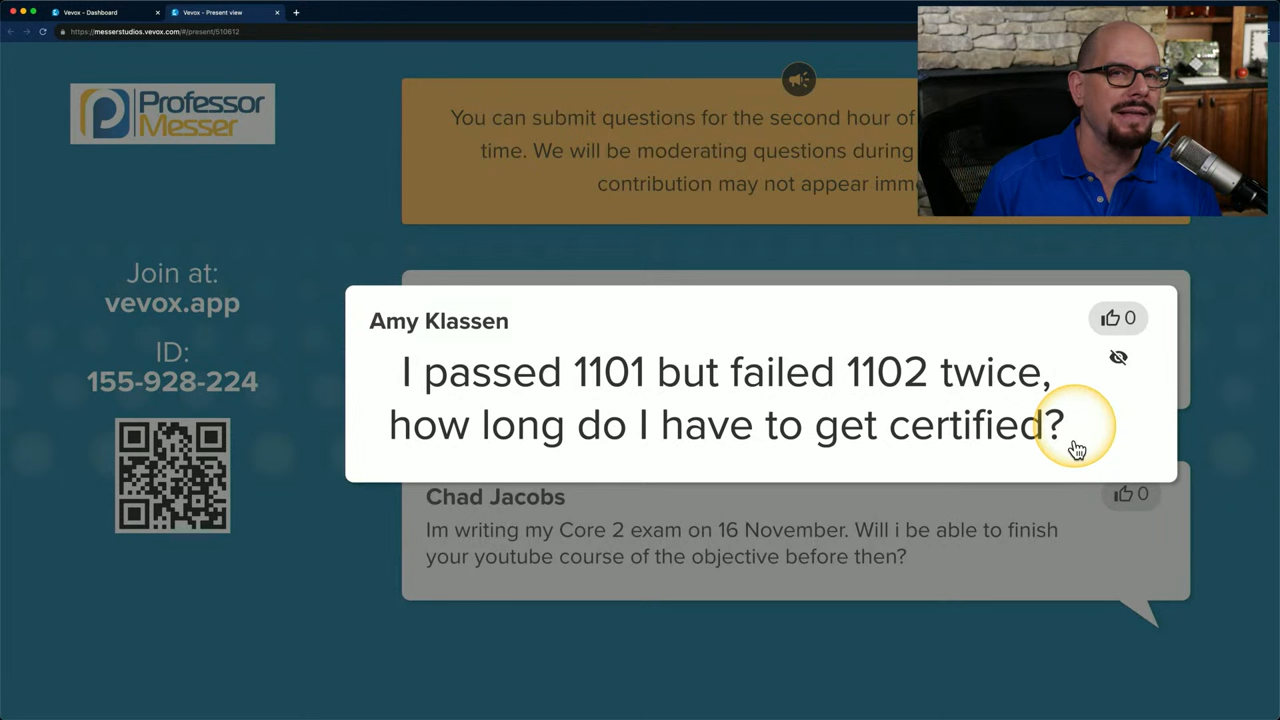 Vevox - Dashboard
Vevox - Present view
https://messerstudios.vevox.com/#/present/510612
Professor
Messer
You can submit questions for the second hour of
time. We will be moderating questions during
contribution may not appear imm
Join at:
vevox.app
ID:
155-928-224
Amy Klassen
0
I passed 1101 but failed 1102 twice,
how long do I have to get certified?
Chad Jacobs
0
Im writing my Core 2 exam on 16 November. Will i be able to finish
your youtube course of the objective before then?